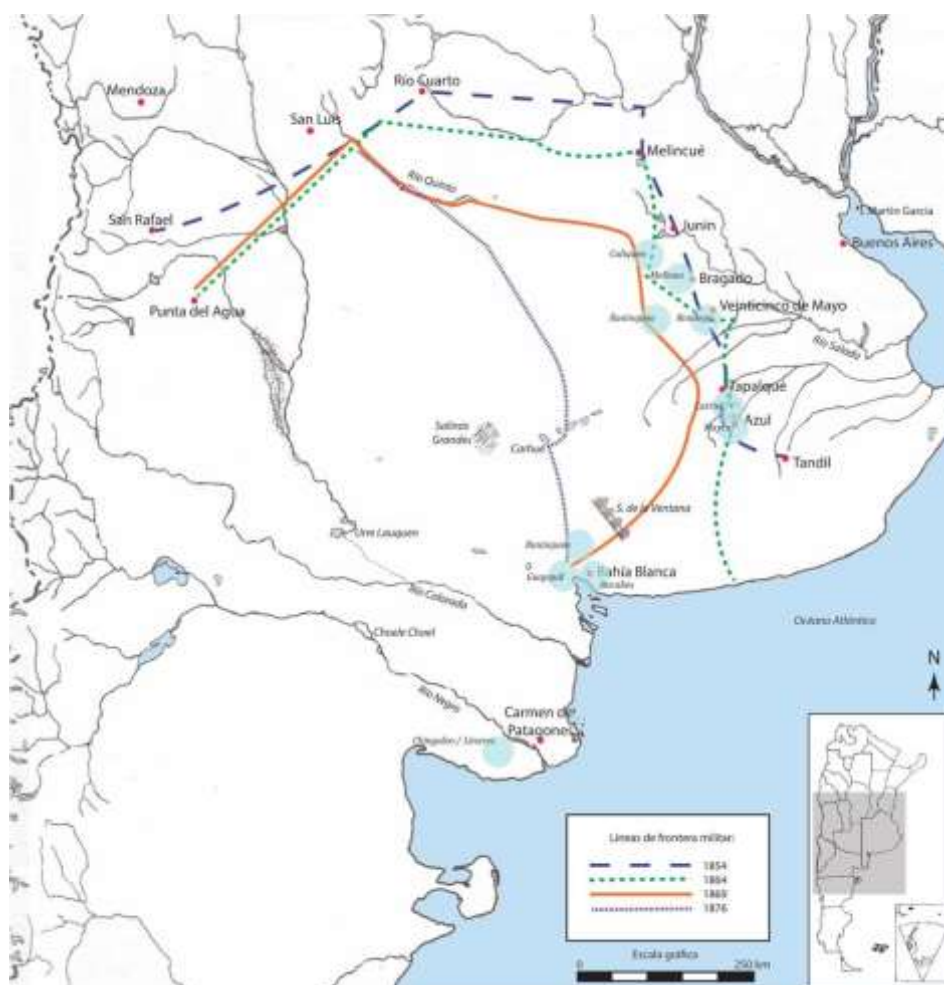 Mendoza
Río Cuarto
San Luis
Melincué
Río Quinto
San Rafael
Junín
I. Martín García
Buenos Aires
Bragado
Punta del Agua
Veinticinco de Mayo
Río Salado
Tapalqué
Azul
Salinas
Grandes
Carhué
Tandil
S. de la Ventana
Urre Lauquen
Bahía Blanca
Río Colorado
Océano Atlántico
Choele Choel
N
Río Negro
Carmen de
Patagones
Líneas de frontera militar:
1854
1864
1869
1876
Escala gráfica
0
250 km